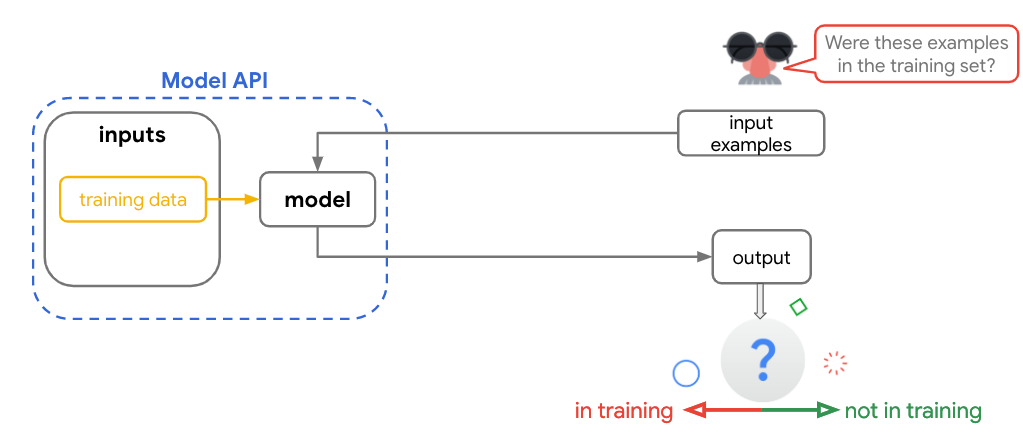 Were these examples
in the training set?
Model API
inputs
input
examples
training data
model
output
?
in training
not in training